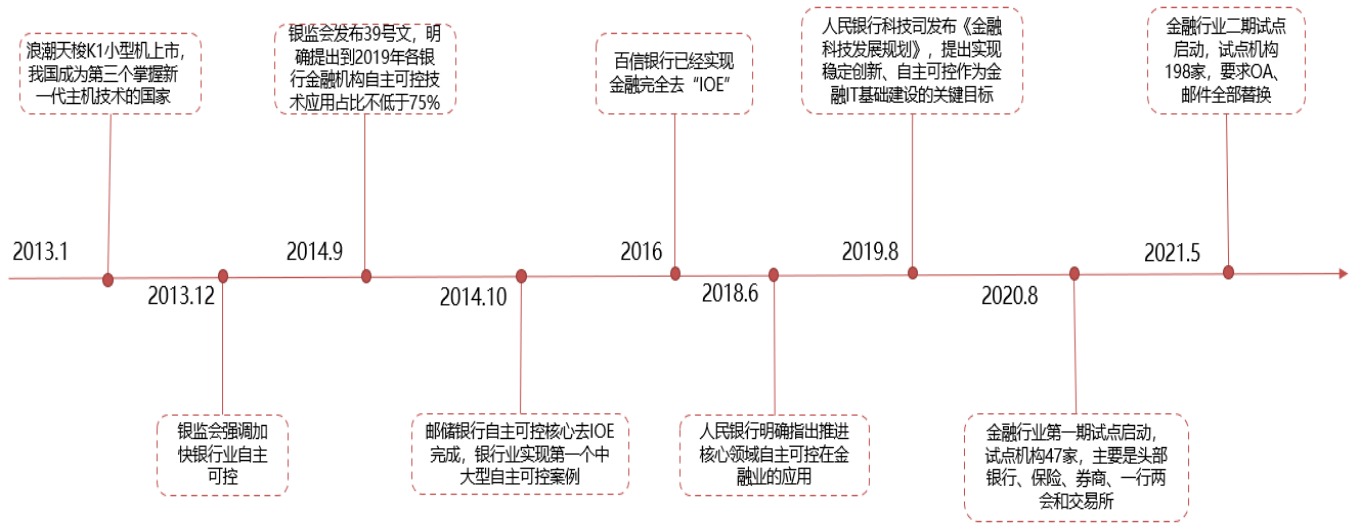 浪潮天梭K1小型机上市,
我国成为第三个掌握新
一代主机技术的国家
银监会发布39号文，明
确提出到2019年各银
行金融机构自主可控技
术应用占比不低于75%
百信银行已经实现
金融完全去“IOE”
人民银行科技司发布《金融
科技发展规划》，提出实现
稳定创新、自主可控作为金
融IT基础建设的关键目标
金融行业二期试点
启动，试点机构
198家，要求OA、
邮件全部替换
2013.1
2014.9
2016
2019.8
2021.5
2013.12
2014.10
2018.6
2020.8
银监会强调加
快银行业自主
可控
邮储银行自主可控核心去IOE
完成，银行业实现第一个中
大型自主可控案例
人民银行明确指出推进
核心领域自主可控在金
融业的应用
金融行业第一期试点启动，
试点机构47家，主要是头部
银行、保险、券商、一行两
会和交易所